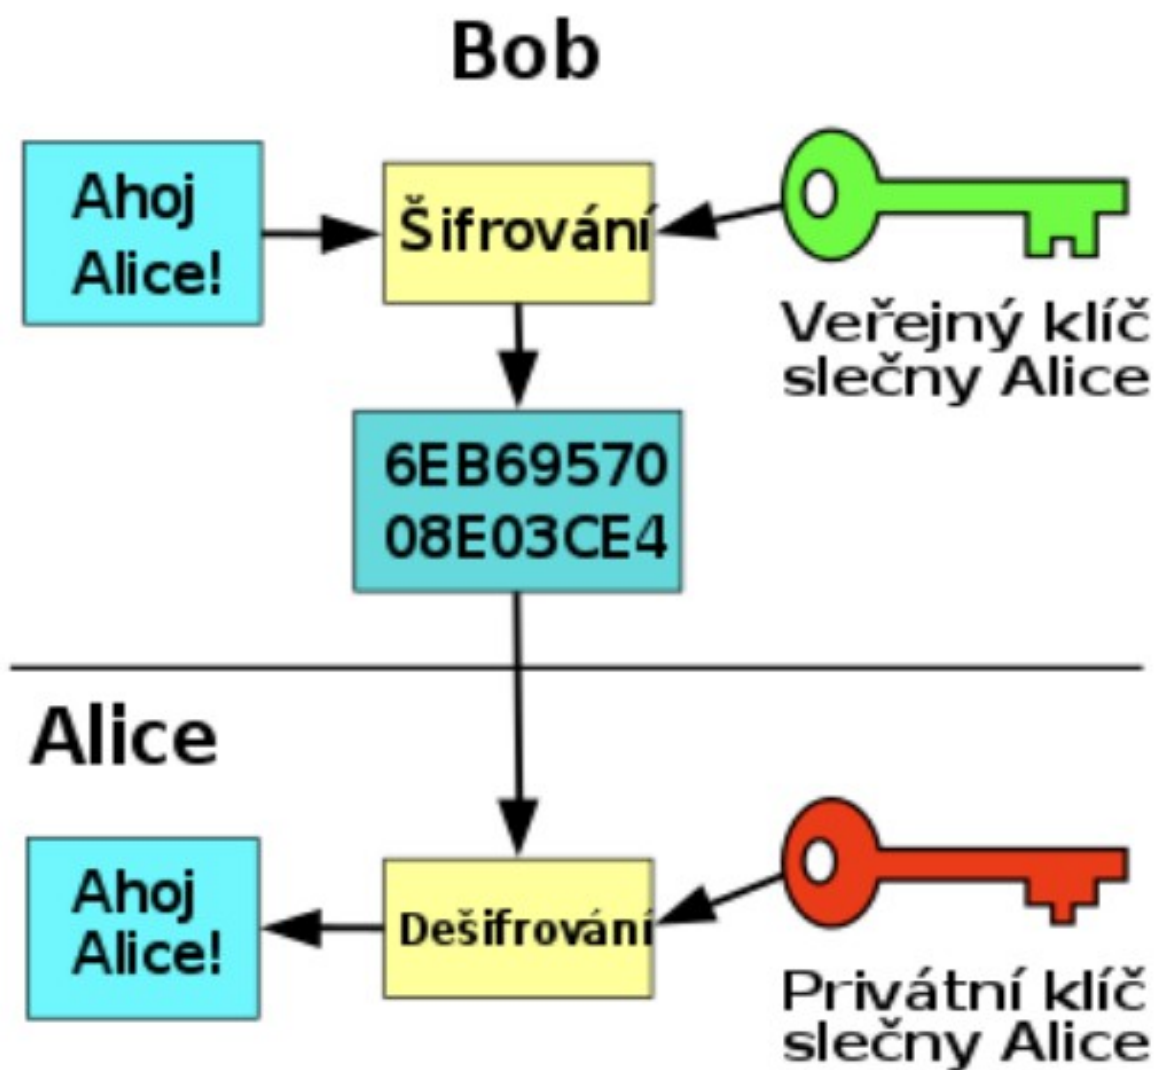 Bob
Ahoj
Alice!
Šifrování
Veřejný klíč
slečny Alice
6EB69570
08E03CE4
Alice
Ahoj
Alice!
Dešifrování
Privátní klíč
slečny Alice